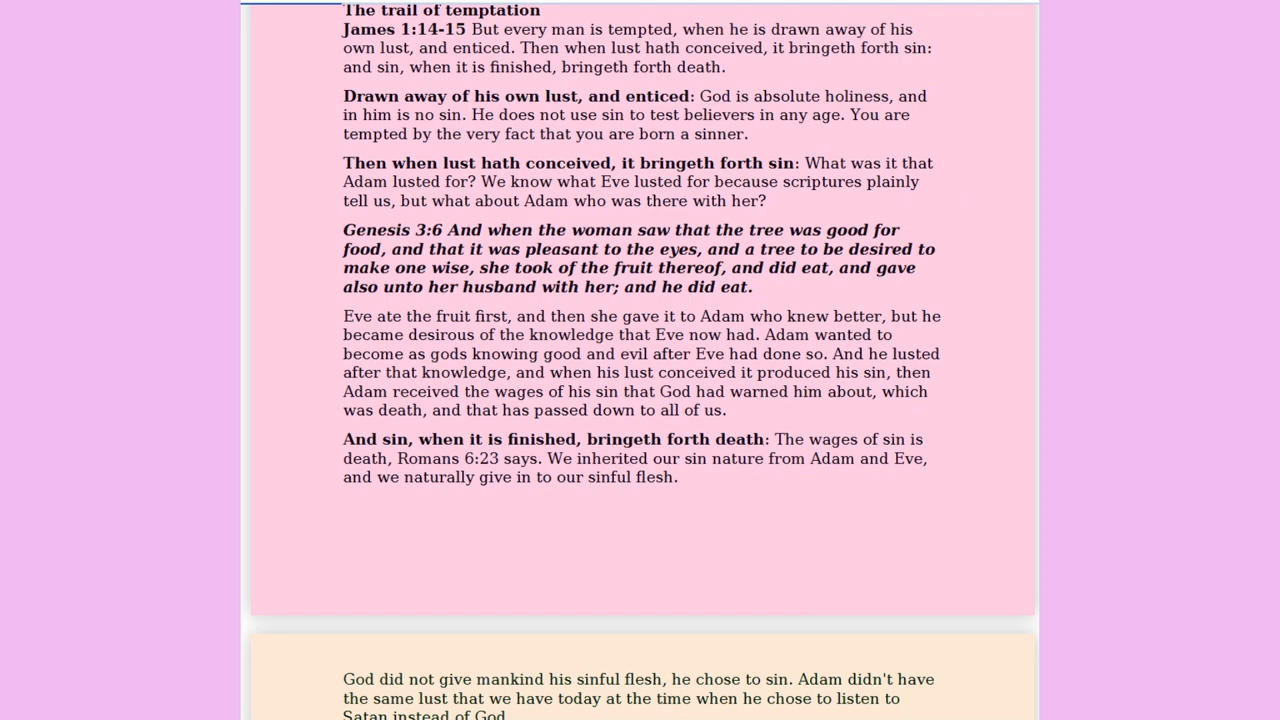 The trail of temptation
James 1:14-15 But every man is tempted, when he is drawn away of his
own lust, and enticed. Then when lust hath conceived, it bringeth forth sin:
and sin, when it is finished, bringeth forth death.
Drawn away of his own lust, and enticed: God is absolute holiness, and
in him is no sin. He does not use sin to test believers in any age. You are
tempted by the very fact that you are born a sinner.
Then when lust hath conceived, it bringeth forth sin: What was it that
Adam lusted for? We know what Eve lusted for because scriptures plainly
tell us, but what about Adam who was there with her?
Genesis 3:6 And when the woman saw that the tree was good for
food, and that it was pleasant to the eyes, and a tree to be desired to
make one wise, she took of the fruit thereof, and did eat, and gave
also unto her husband with her; and he did eat.
Eve ate the fruit first, and then she gave it to Adam who knew better, but he
became desirous of the knowledge that Eve now had. Adam wanted to
become as gods knowing good and evil after Eve had done so. And he lusted
after that knowledge, and when his lust conceived it produced his sin, then
Adam received the wages of his sin that God had warned him about, which
was death, and that has passed down to all of us.
And sin, when it is finished, bringeth forth death: The wages of sin is
death, Romans 6:23 says. We inherited our sin nature from Adam and Eve,
and we naturally give in to our sinful flesh.
God did not give mankind his sinful flesh, he chose to sin. Adam didn't have
the same lust that we have today at the time when he chose to listen to
Satan instead of God.